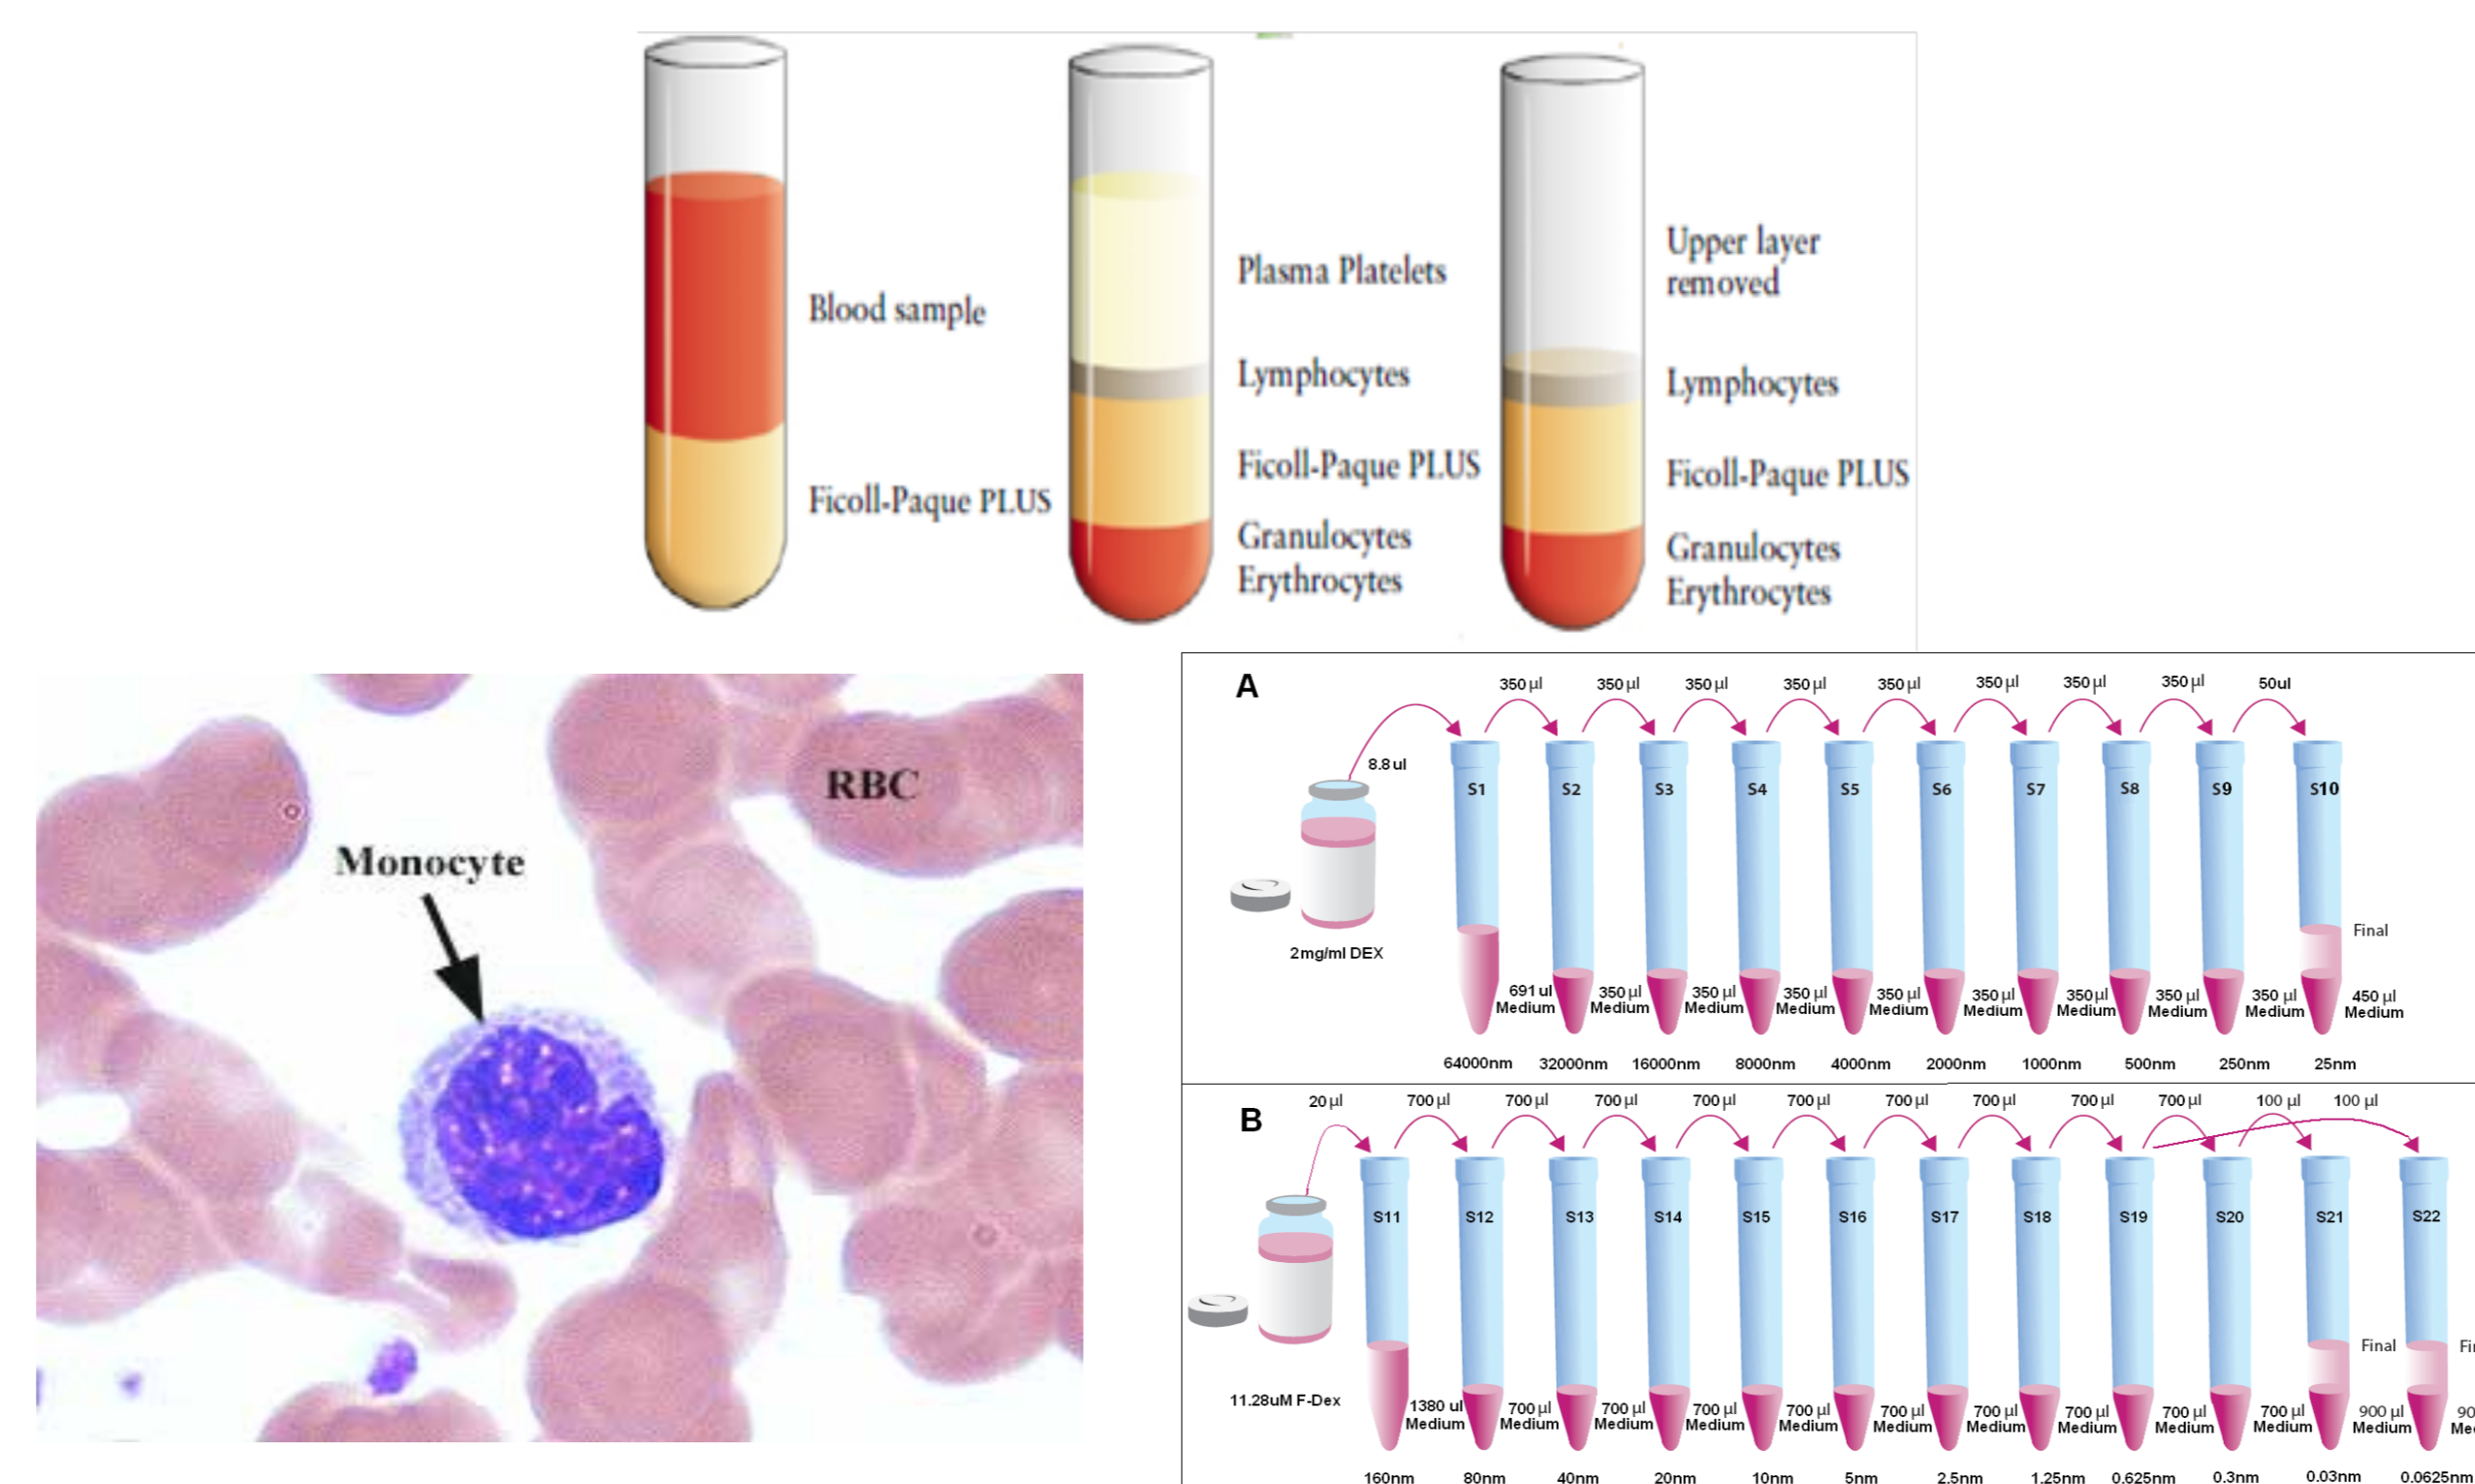 Blood sample
Ficoll-Paque PLUS
Plasma Platelets
Lymphocytes
Ficoll-Paque PLUS
Granulocytes
Erythrocytes
Upper layer
removed
Lymphocytes
Ficoll-Paque PLUS
Granulocytes
Erythrocytes
RBC
Monocyte
A
350 µl 350 µl 350 µl 350 µl 350 µl 350 µl 350 µl 350 µl 50ul
8.8 ul
S1 S2 S3 S4 S5 S6 S7 S8 S9 S10
Final
2mg/ml DEX
691 ul 350 µl 350 µl 350 µl 350 µl 350 µl 350 µl 350 µl 350 µl 450 µl
Medium Medium Medium Medium Medium Medium Medium Medium Medium Medium
64000nm 32000nm 16000nm 8000nm 4000nm 2000nm 1000nm 500nm 250nm 25nm
B
20 µl 700 µl 700 µl 700 µl 700 µl 700 µl 700 µl 700 µl 700 µl 700 µl 100 µl 100 µl
S11 S12 S13 S14 S15 S16 S17 S18 S19 S20 S21 S22
Final
11.28uM F-Dex
1380 ul 700 µl 700 µl 700 µl 700 µl 700 µl 700 µl 700 µl 700 µl 700 µl 900 µl
Medium Medium Medium Medium Medium Medium Medium Medium Medium Medium Medium
160nm 80nm 40nm 20nm 10nm 5nm 2.5nm 1.25nm 0.625nm 0.3nm 0.03nm 0.0625nm